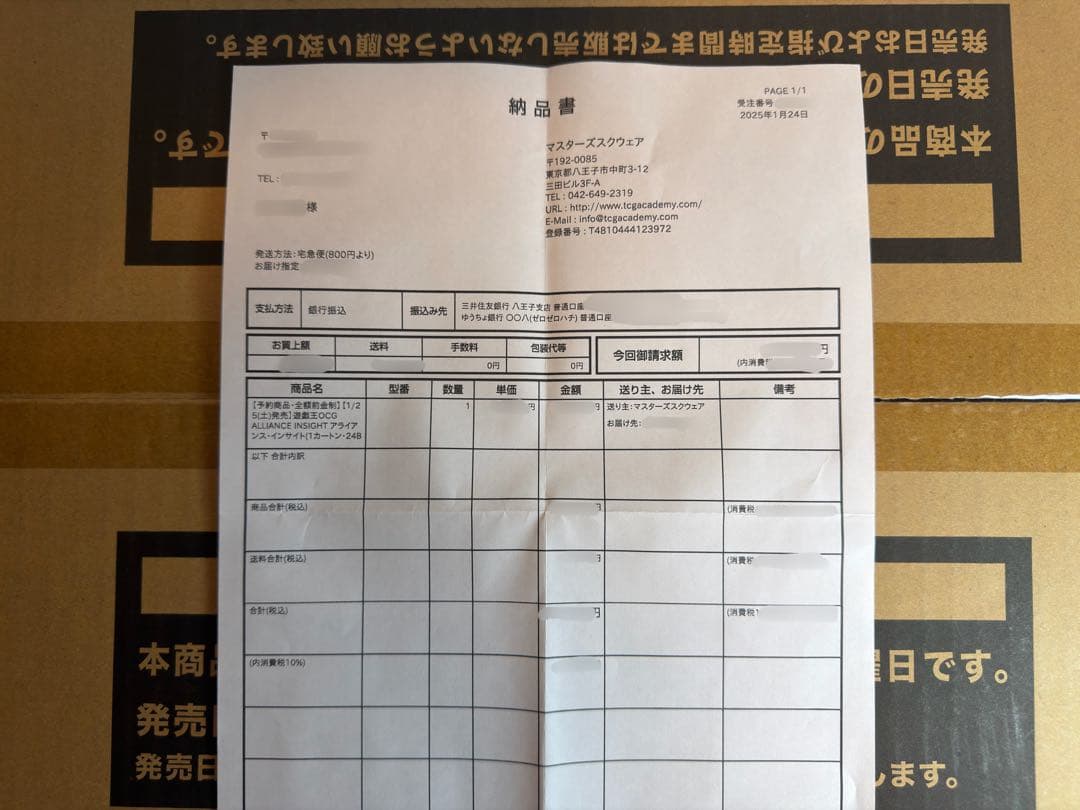 発売日および指定時間までは販売しないようお願い致します。
発売日の
本商品の
です。
納品書
PAGE 1/1
受注番号
2025年1月24日
〒
TEL :
様
マスターズスクウェア
〒192-0085
東京都八王子市中町3-12
三田ビル3F-A
TEL : 042-649-2319
URL : http://www.tcgacademy.com/
E-Mail : info@tcgacademy.com
登録番号 : T4810444123972
発送方法 : 宅急便(800円より)
お届け指定
支払方法 銀行振込 振込み先 三井住友銀行 八王子支店 普通口座
ゆうちょ銀行 〇〇八(ゼロゼロハチ) 普通口座
お買上額 送料 手数料 包装代等 今回御請求額 円
0円 0円 (内消費税
商品名 型番 数量 単価 金額 送り主、お届け先 備考
【予約商品・全額前金制】【1/2 1 円 円 送り主:マスターズスクウェア
5(土)発売】遊戯王OCG
ALLIANCE INSIGHT アライア お届け先:
ンス・インサイト(1カートン・24B
以下 合計内訳
商品合計(税込) 円 (消費税
送料合計(税込) 円 (消費税
合計(税込) 円 (消費税
(内消費税10%)
本商品
曜日です。
発売日
発売日
します。